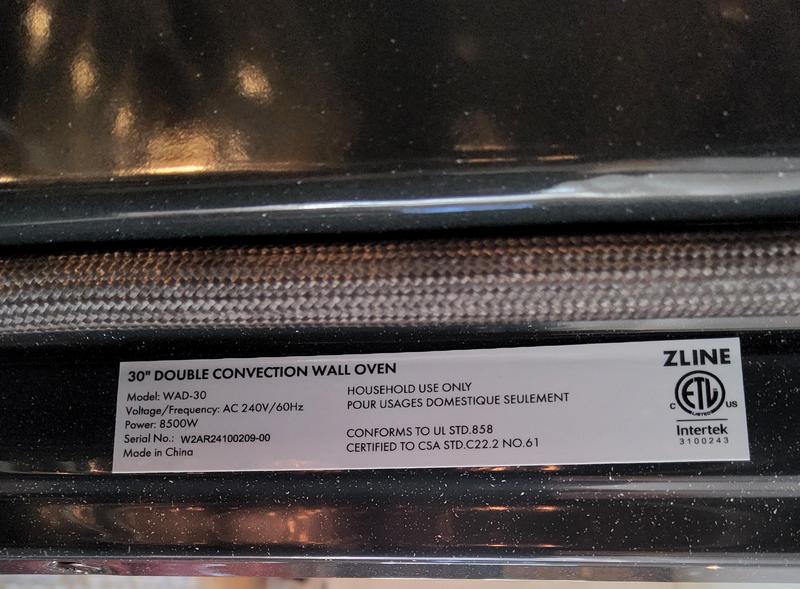 30" DOUBLE CONVECTION WALL OVEN
Model: WAD-30
Voltage/Frequency: AC 240V/60Hz
Power: 8500W
Serial No.: W2AR24100209-00
Made in China
HOUSEHOLD USE ONLY
POUR USAGES DOMESTIQUE SEULEMENT
CONFORMS TO UL STD.858
CERTIFIED TO CSA STD.C22.2 NO.61
ZLINE
ETL
LISTED
C US
Intertek
3100243